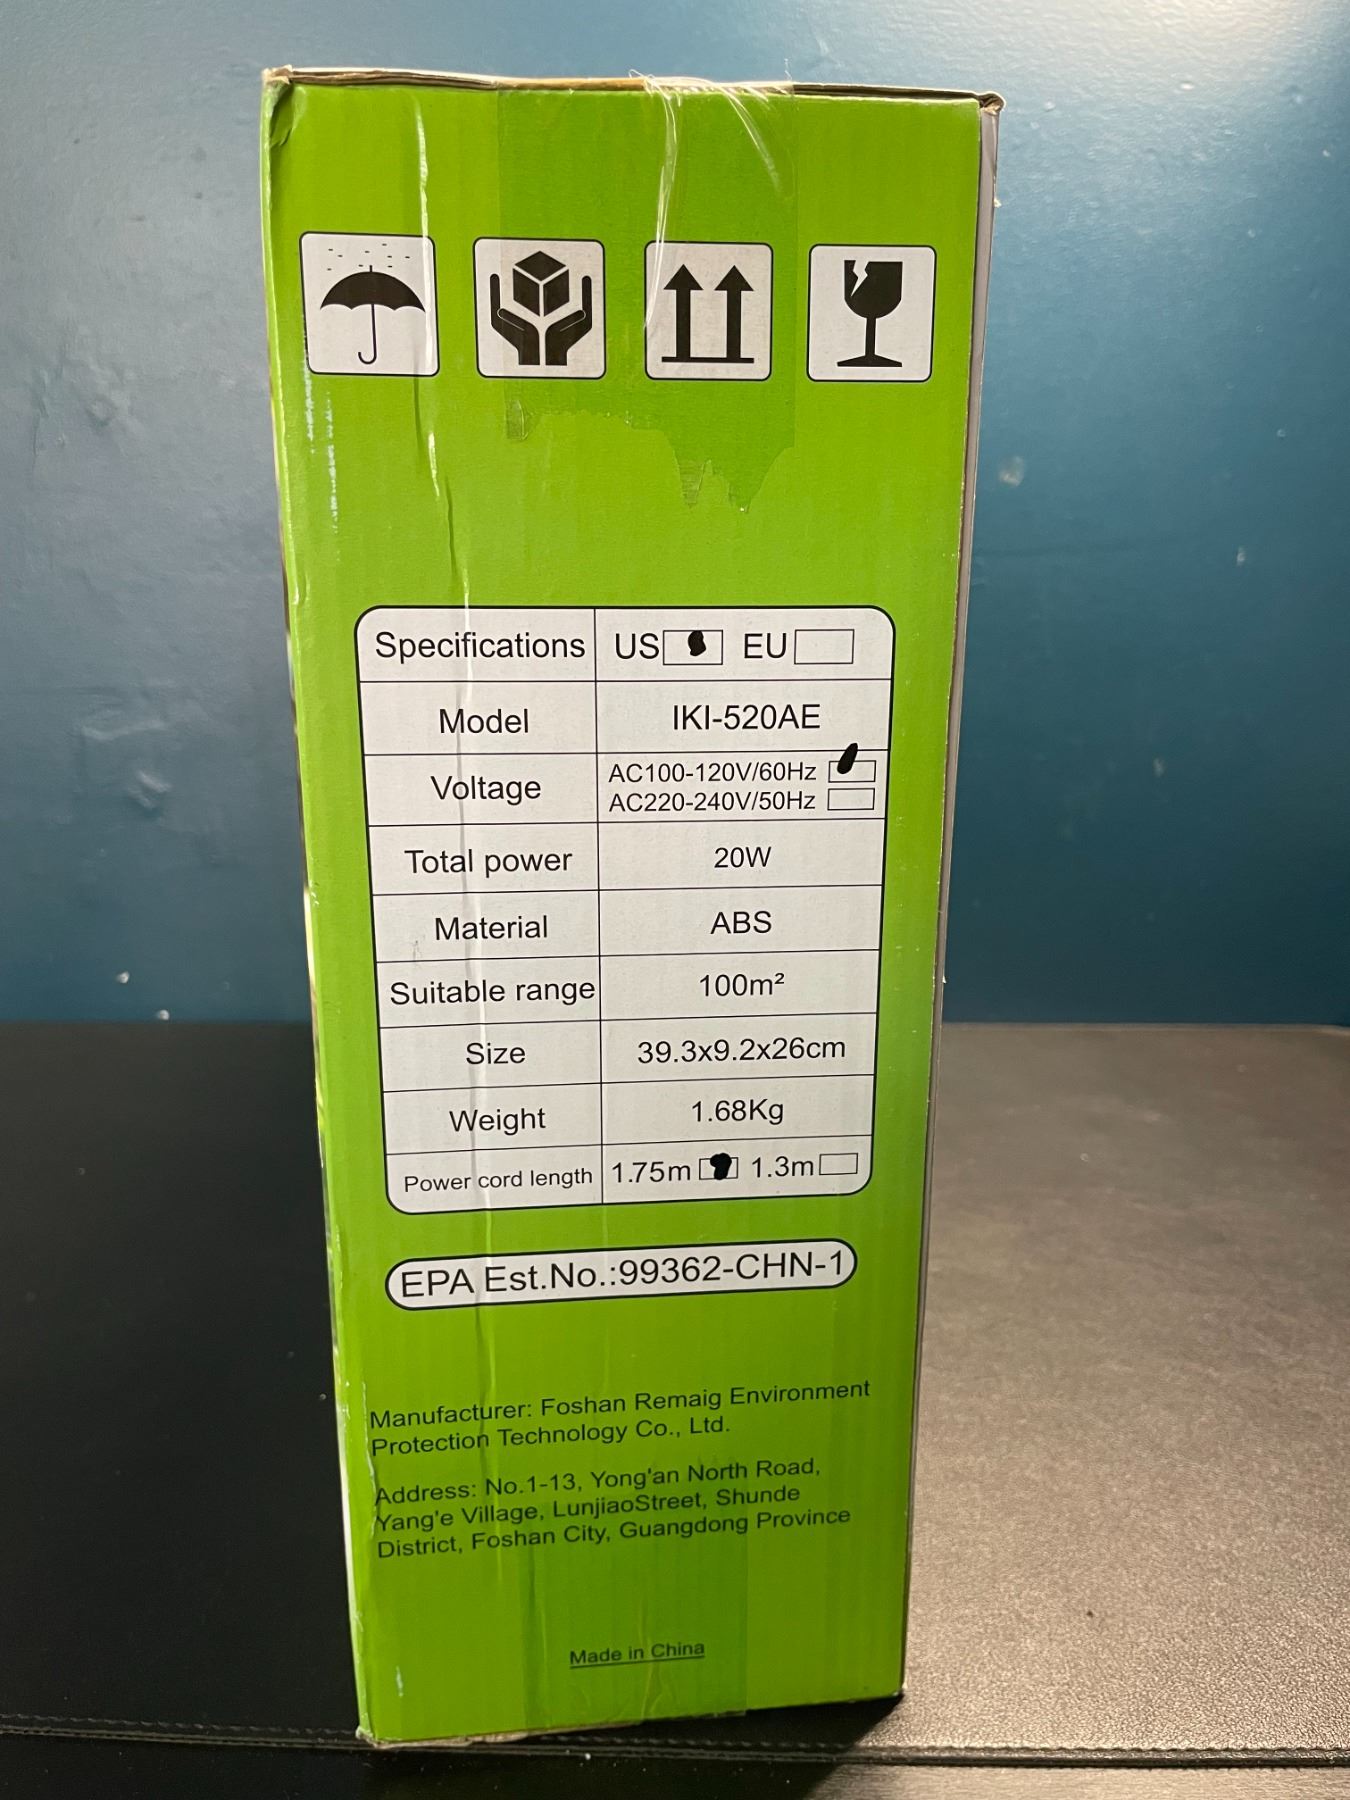 Specifications US EU
Model IKI-520AE
Voltage AC100-120V/60Hz
AC220-240V/50Hz
Total power 20W
Material ABS
Suitable range 100m²
Size 39.3x9.2x26cm
Weight 1.68Kg
Power cord length 1.75m 1.3m
EPA Est.No.:99362-CHN-1
Manufacturer: Foshan Remaig Environment
Protection Technology Co., Ltd.
Address: No.1-13, Yong'an North Road,
Yang'e Village, LunjiaoStreet, Shunde
District, Foshan City, Guangdong Province
Made in China